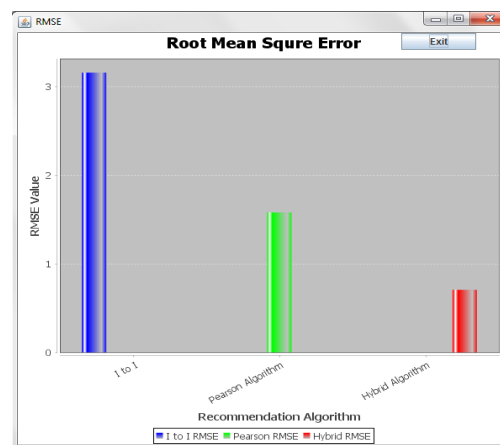 RMSE
Root Mean Squre Error
Exit
3
2
1
0
RMSE Value
I to I
Pearson Algorithm
Hybrid Algorithm
Recommendation Algorithm
I to I RMSE Pearson RMSE Hybrid RMSE